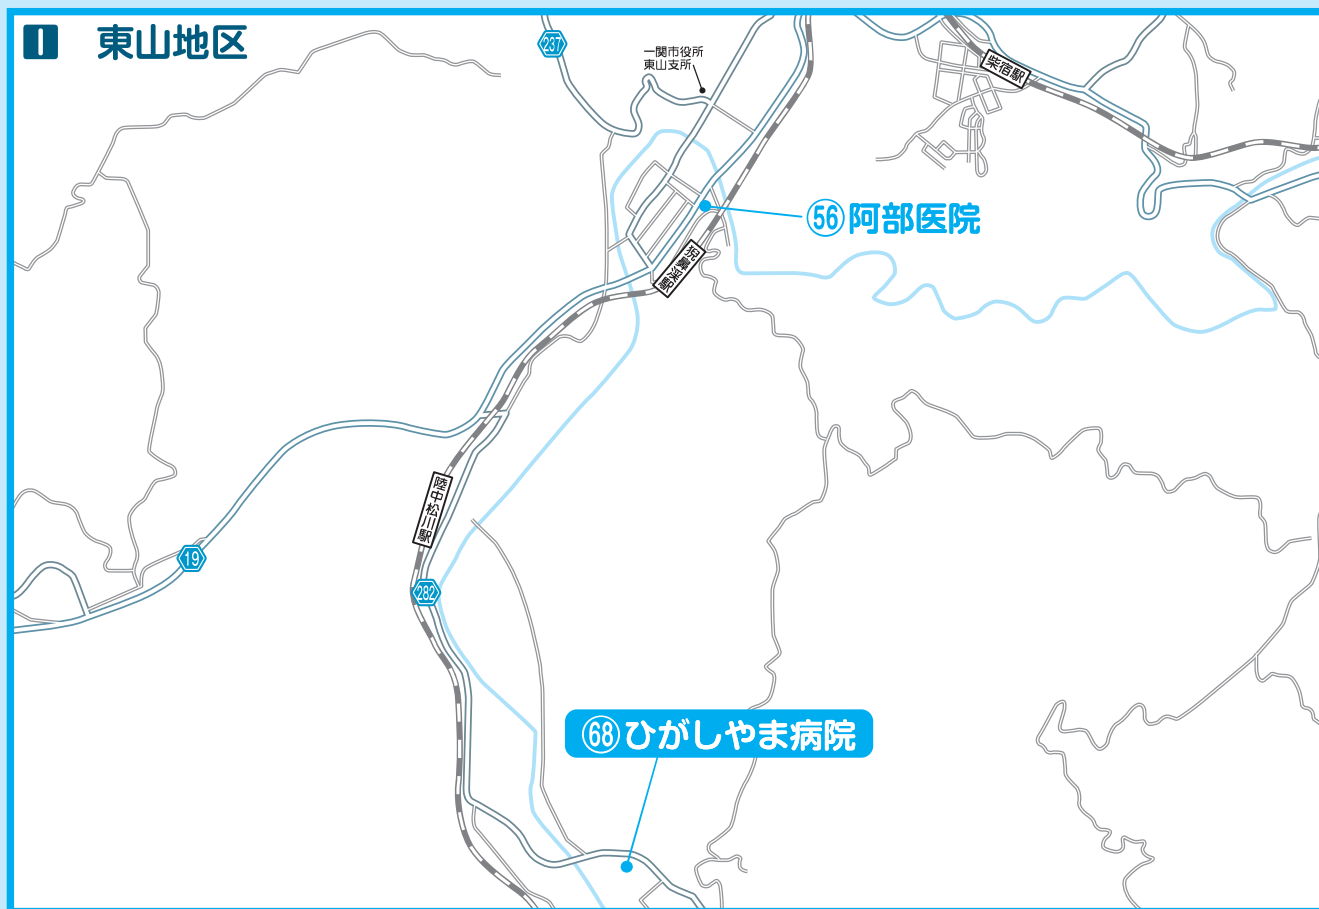 I 東山地区
237
一関市役所
東山支所
柴宿駅
56 阿部医院
猊鼻渓駅
陸中松川駅
19
282
68 ひがしやま病院